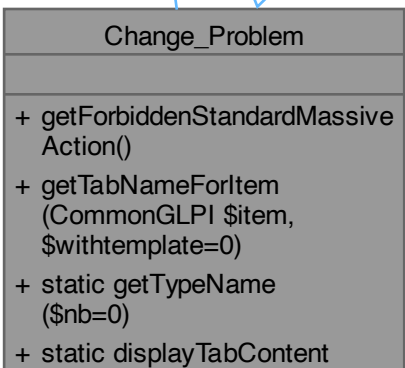 Change_Problem
+ getForbiddenStandardMassive
Action()
+ getTabNameForItem
(CommonGLPI $item,
$withtemplate=0)
+ static getTypeName
($nb=0)
+ static displayTabContent